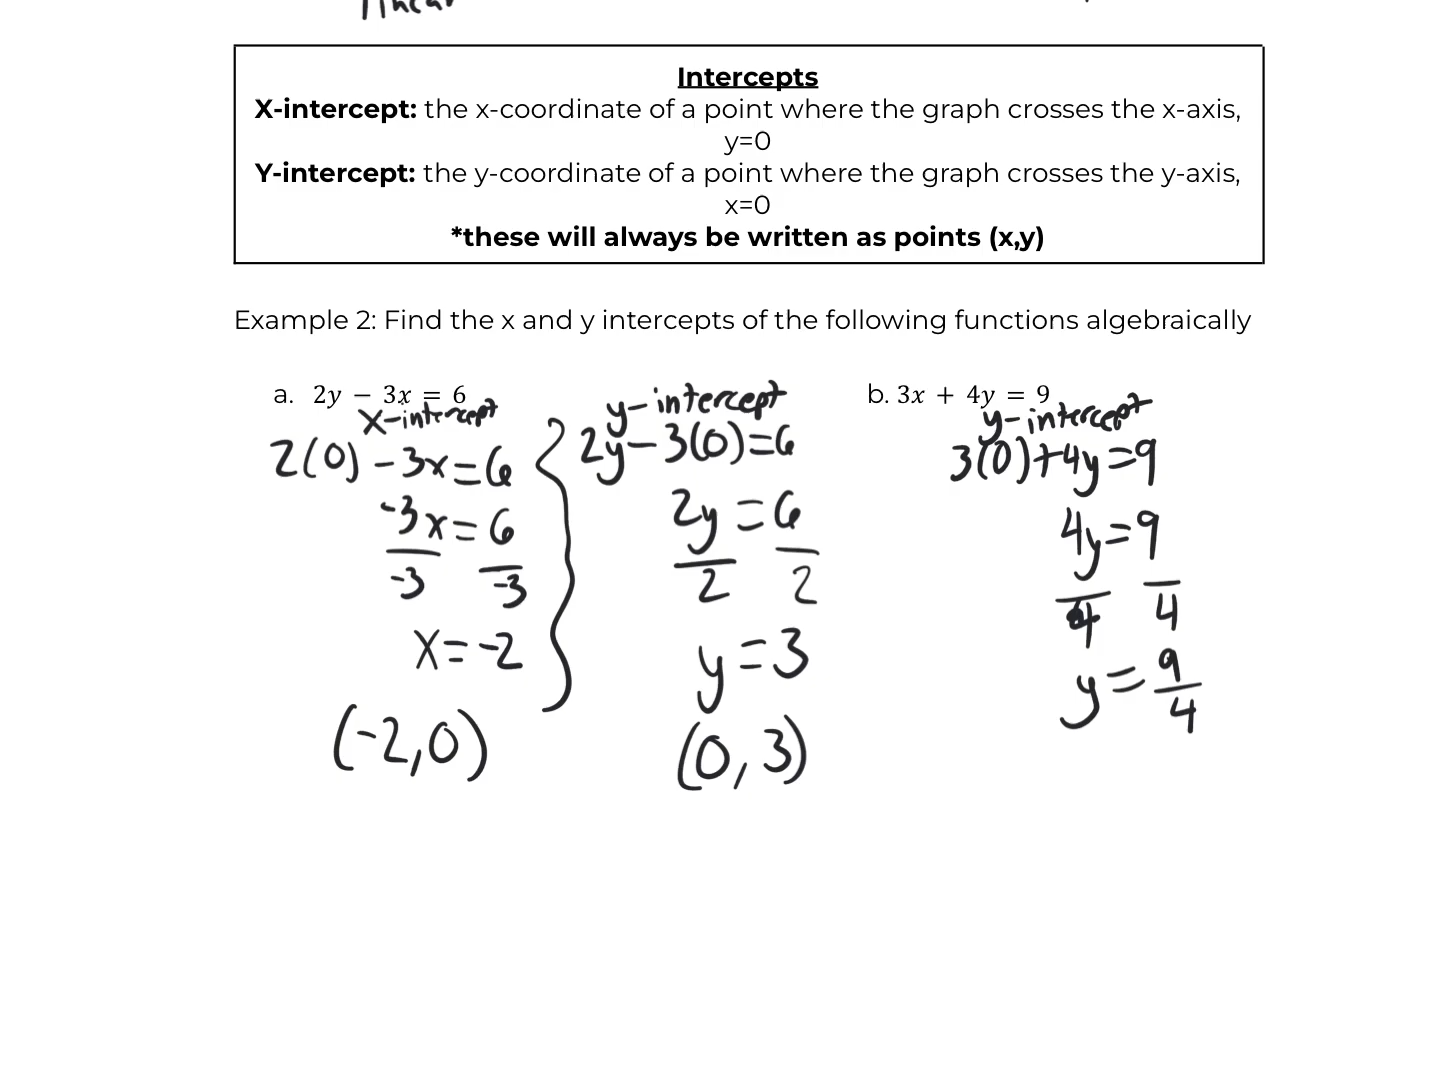 linear
Intercepts
X-intercept: the x-coordinate of a point where the graph crosses the x-axis,
y=0
Y-intercept: the y-coordinate of a point where the graph crosses the y-axis,
x=0
*these will always be written as points (x,y)
Example 2: Find the x and y intercepts of the following functions algebraically
a. 2y − 3x = 6
x-intercept
2(0) - 3x = 6
-3x = 6
-3 -3
x = -2
(-2,0)
y-intercept
2y - 3(0) = 6
2y = 6
2 2
y = 3
(0,3)
b. 3x + 4y = 9
y-intercept
3(0)+4y=9
4y=9
4 4
y = 9/4